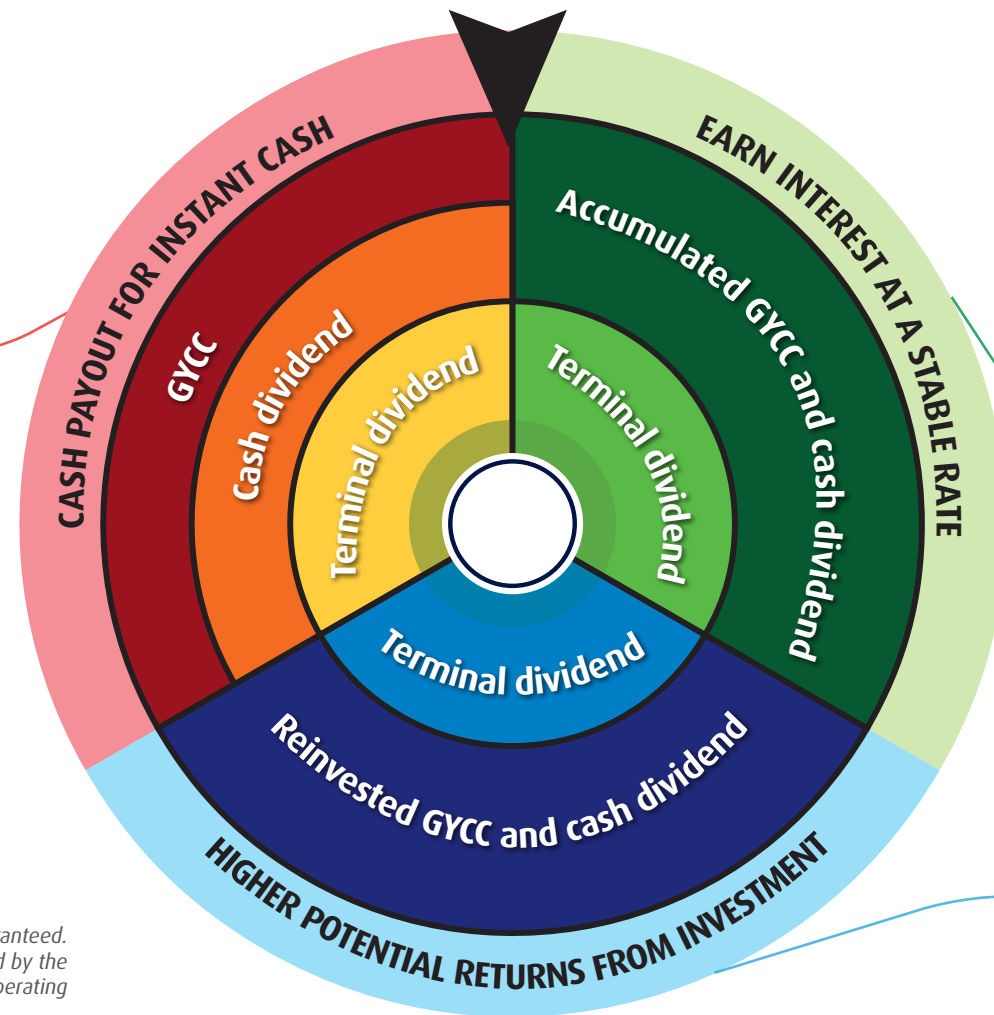 CASH PAYOUT FOR INSTANT CASH
GYCC
Cash dividend
Terminal dividend
EARN INTEREST AT A STABLE RATE
Accumulated GYCC and cash dividend
Terminal dividend
Terminal dividend
Reinvested GYCC and cash dividend
HIGHER POTENTIAL RETURNS FROM INVESTMENT
anteed.
d by the
perating